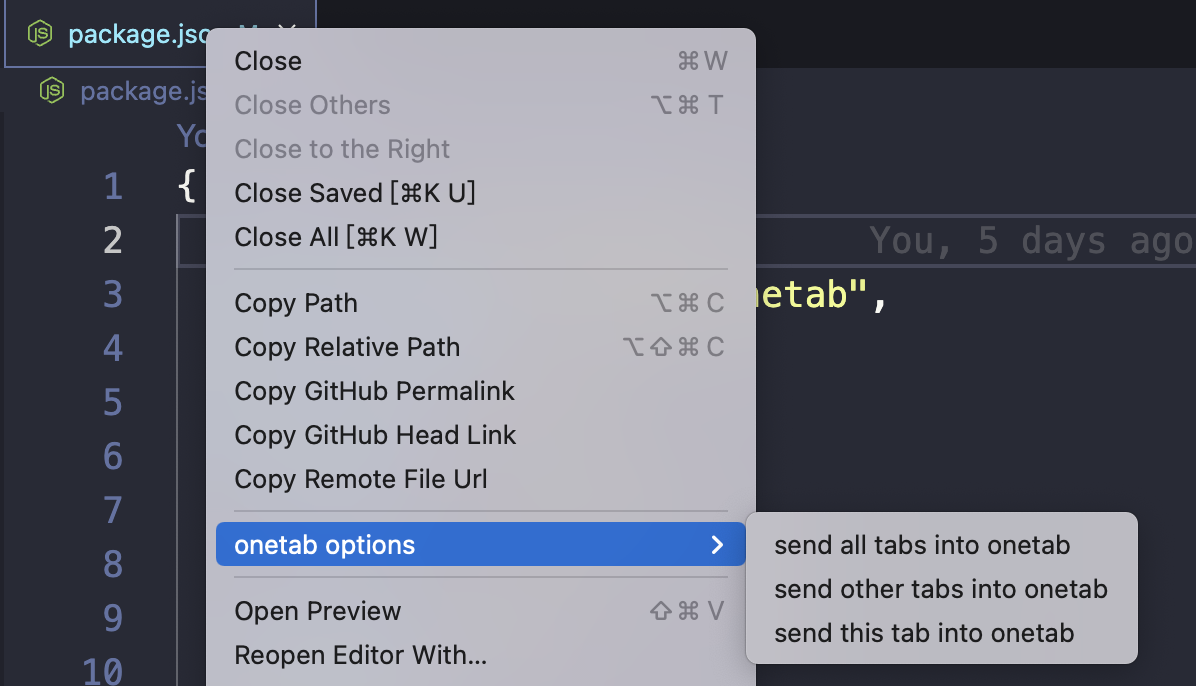 package.jsc
Close ⌘W
package.js
Close Others ⌥⌘ T
Close to the Right
1 {
Close Saved [⌘K U]
2 Close All [⌘K W] You, 5 days ago
3 etab",
Copy Path ⌥⌘ C
4 Copy Relative Path ⌥⇧⌘ C
5 Copy GitHub Permalink
6 Copy GitHub Head Link
Copy Remote File Url
7
8 onetab options send all tabs into onetab
send other tabs into onetab
9 Open Preview ⇧⌘ V send this tab into onetab
10 Reopen Editor With...